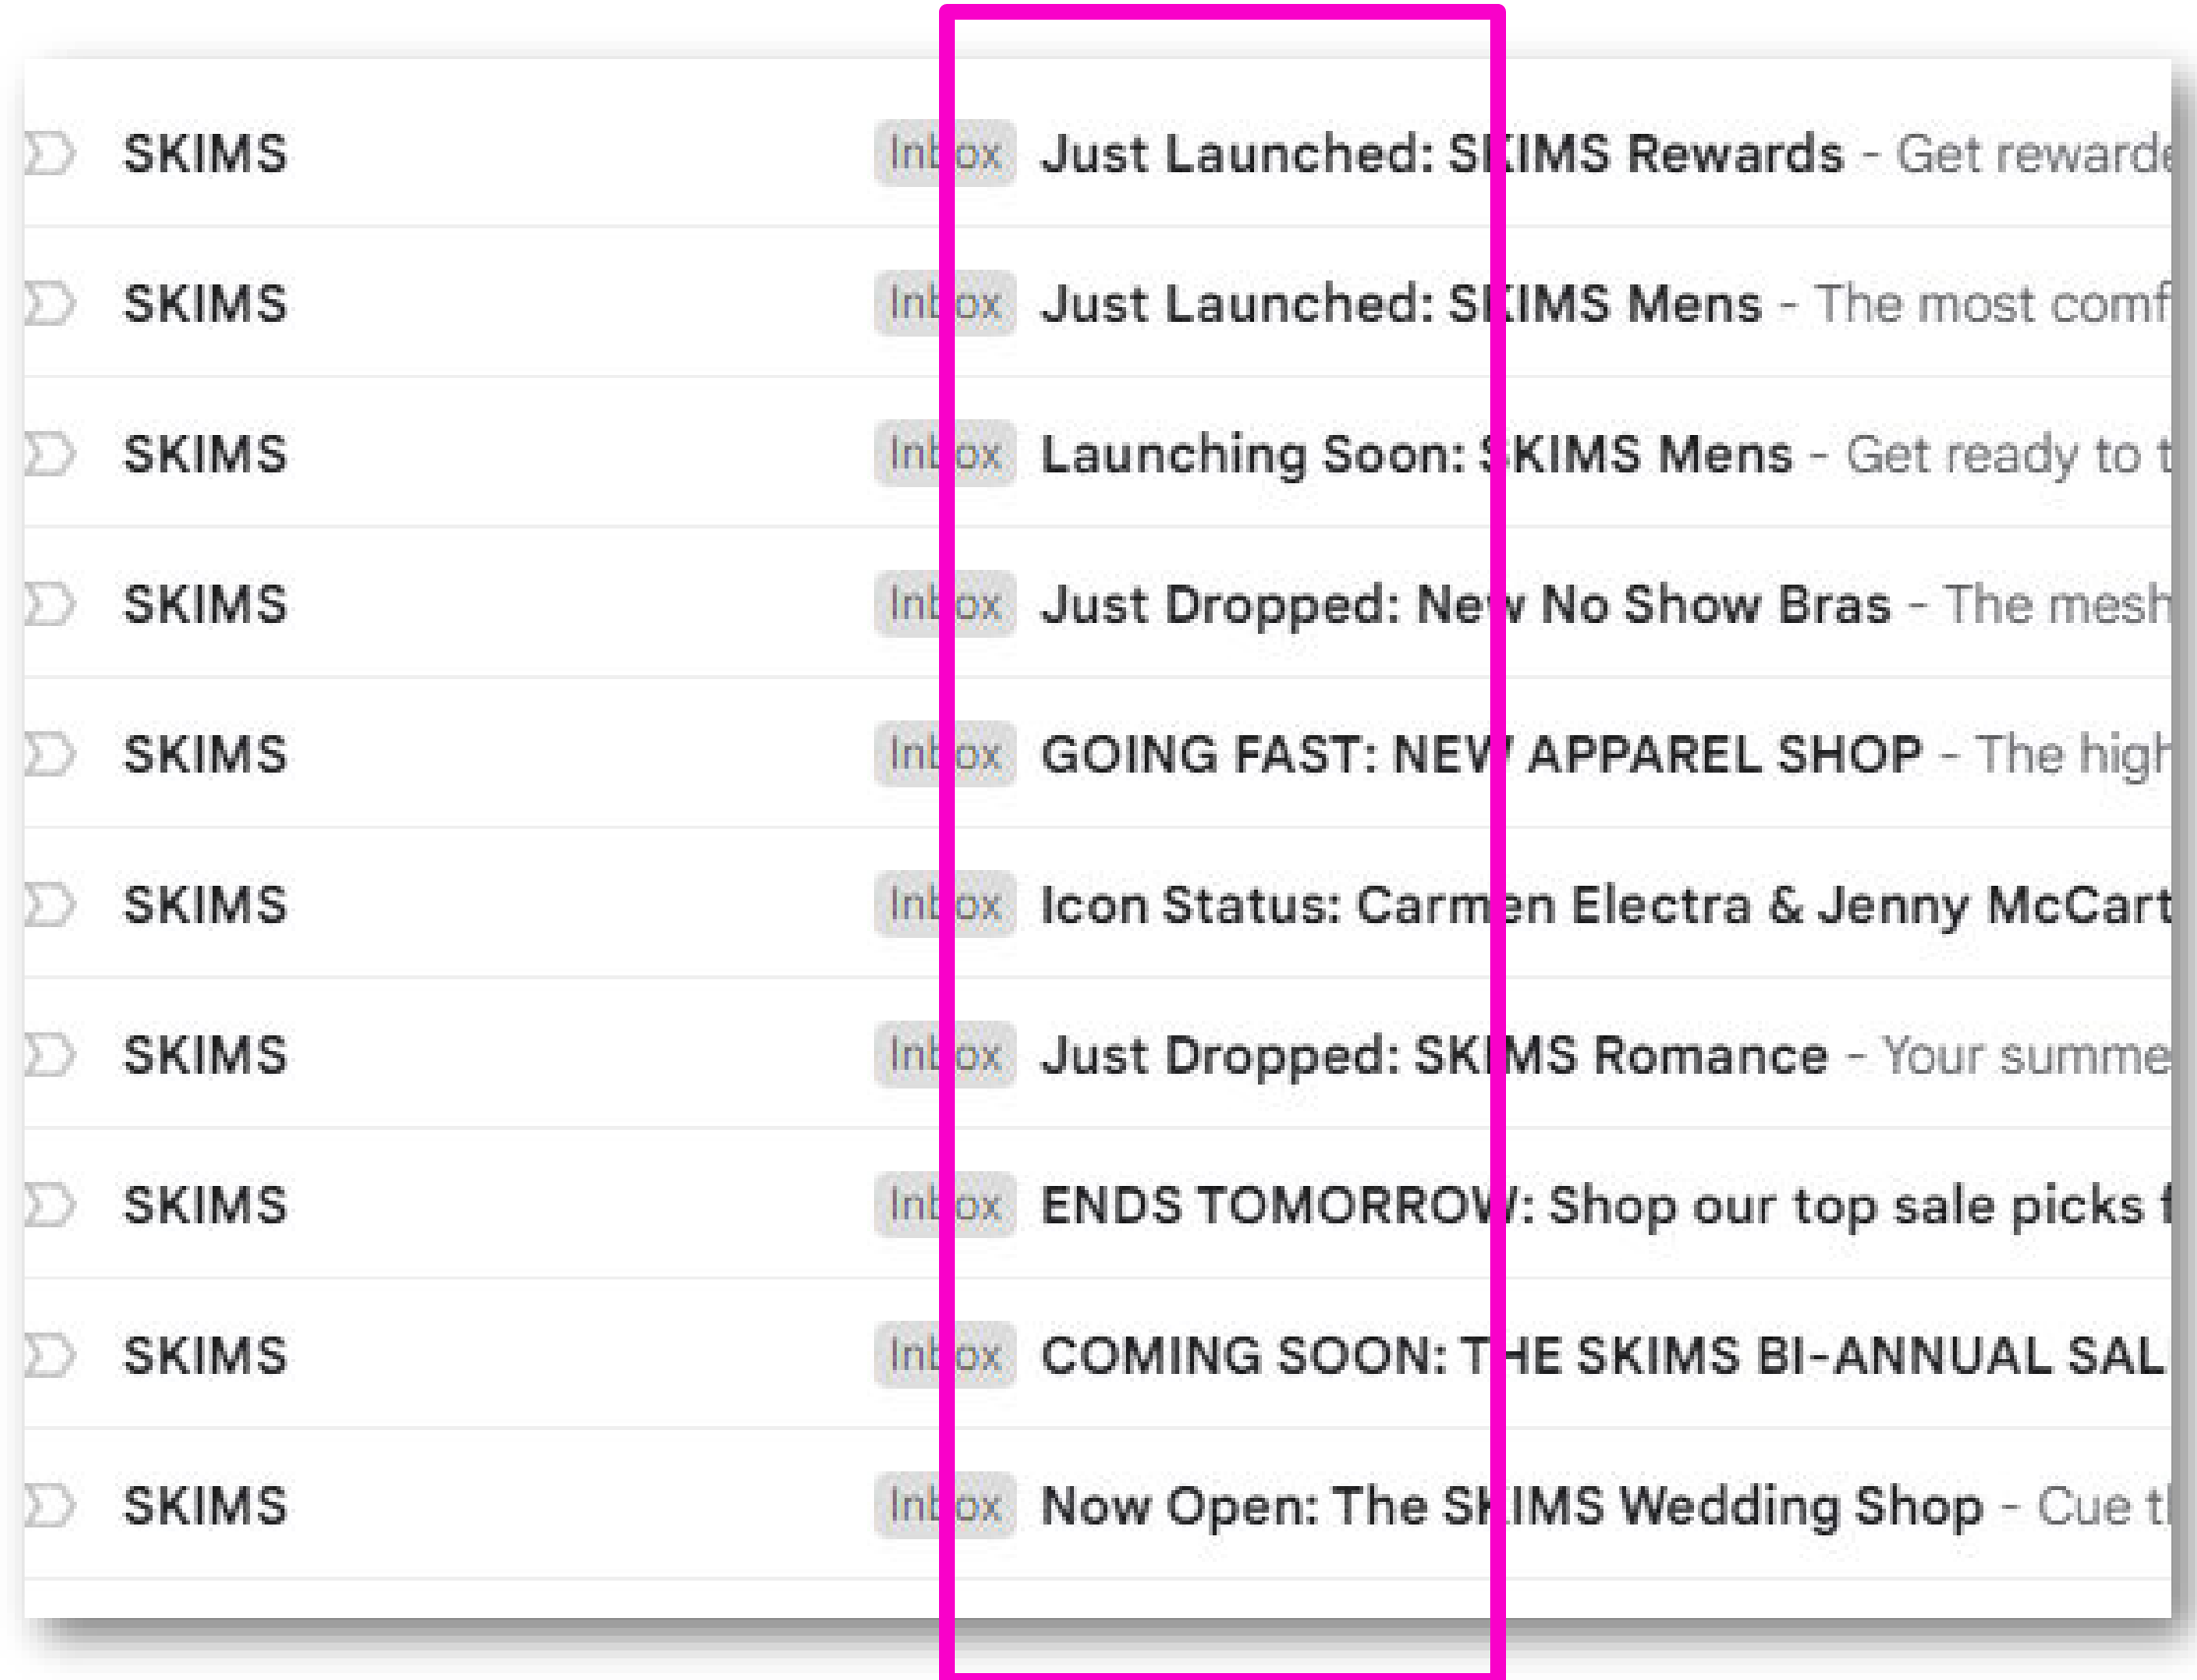 SKIMS Inbox Just Launched: SKIMS Rewards - Get rewarde
SKIMS Inbox Just Launched: SKIMS Mens - The most comf
SKIMS Inbox Launching Soon: SKIMS Mens - Get ready to t
SKIMS Inbox Just Dropped: New No Show Bras - The mesh
SKIMS Inbox GOING FAST: NEW APPAREL SHOP - The high
SKIMS Inbox Icon Status: Carmen Electra & Jenny McCart
SKIMS Inbox Just Dropped: SKIMS Romance - Your summe
SKIMS Inbox ENDS TOMORROW: Shop our top sale picks f
SKIMS Inbox COMING SOON: THE SKIMS BI-ANNUAL SAL
SKIMS Inbox Now Open: The SKIMS Wedding Shop - Cue th